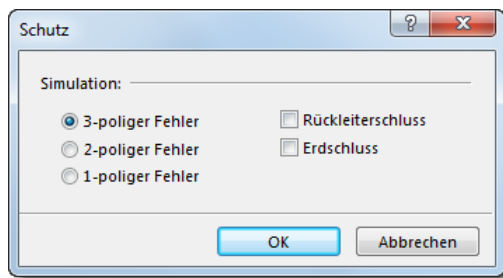 Schutz
Simulation:
3-poliger Fehler
Rückleiterschluss
2-poliger Fehler
Erdschluss
1-poliger Fehler
OK
Abbrechen